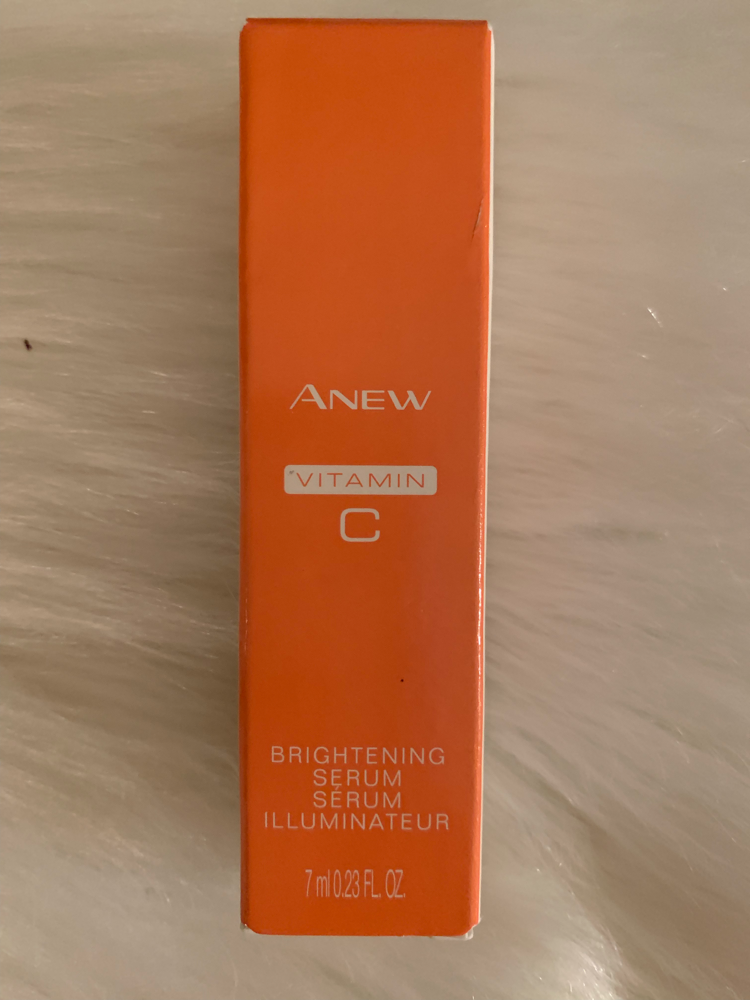 ANEW
VITAMIN
C
BRIGHTENING
SERUM
SÉRUM
ILLUMINATEUR
7 ml 0.23 FL. OZ.